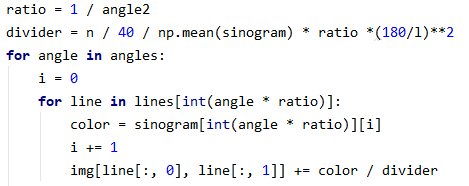 ratio = 1 / angle2
divider = n / 40 / np.mean(sinogram) * ratio *(180/l)**2
for angle in angles:
    i = 0
    for line in lines[int(angle * ratio)]:
        color = sinogram[int(angle * ratio)][i]
        i += 1
        img[line[:, 0], line[:, 1]] += color / divider